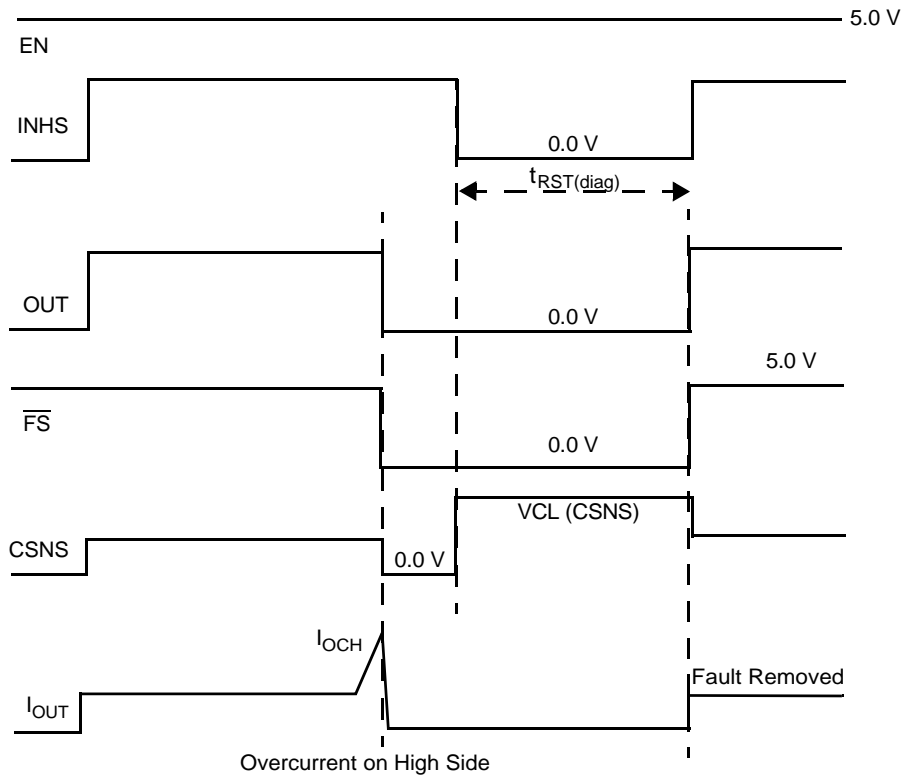 5.0 V
EN
INHS
0.0 V
tRST(diag)
OUT
0.0 V
5.0 V
FS
0.0 V
VCL (CSNS)
CSNS
0.0 V
IOCH
Fault Removed
IOUT
Overcurrent on High Side